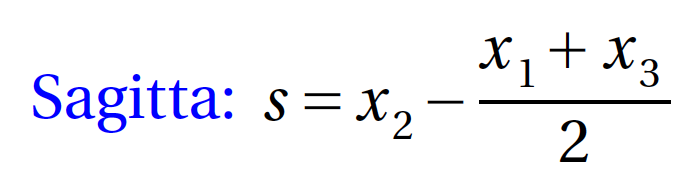 Sagitta: s = x₂ − (x₁ + x₃) / 2